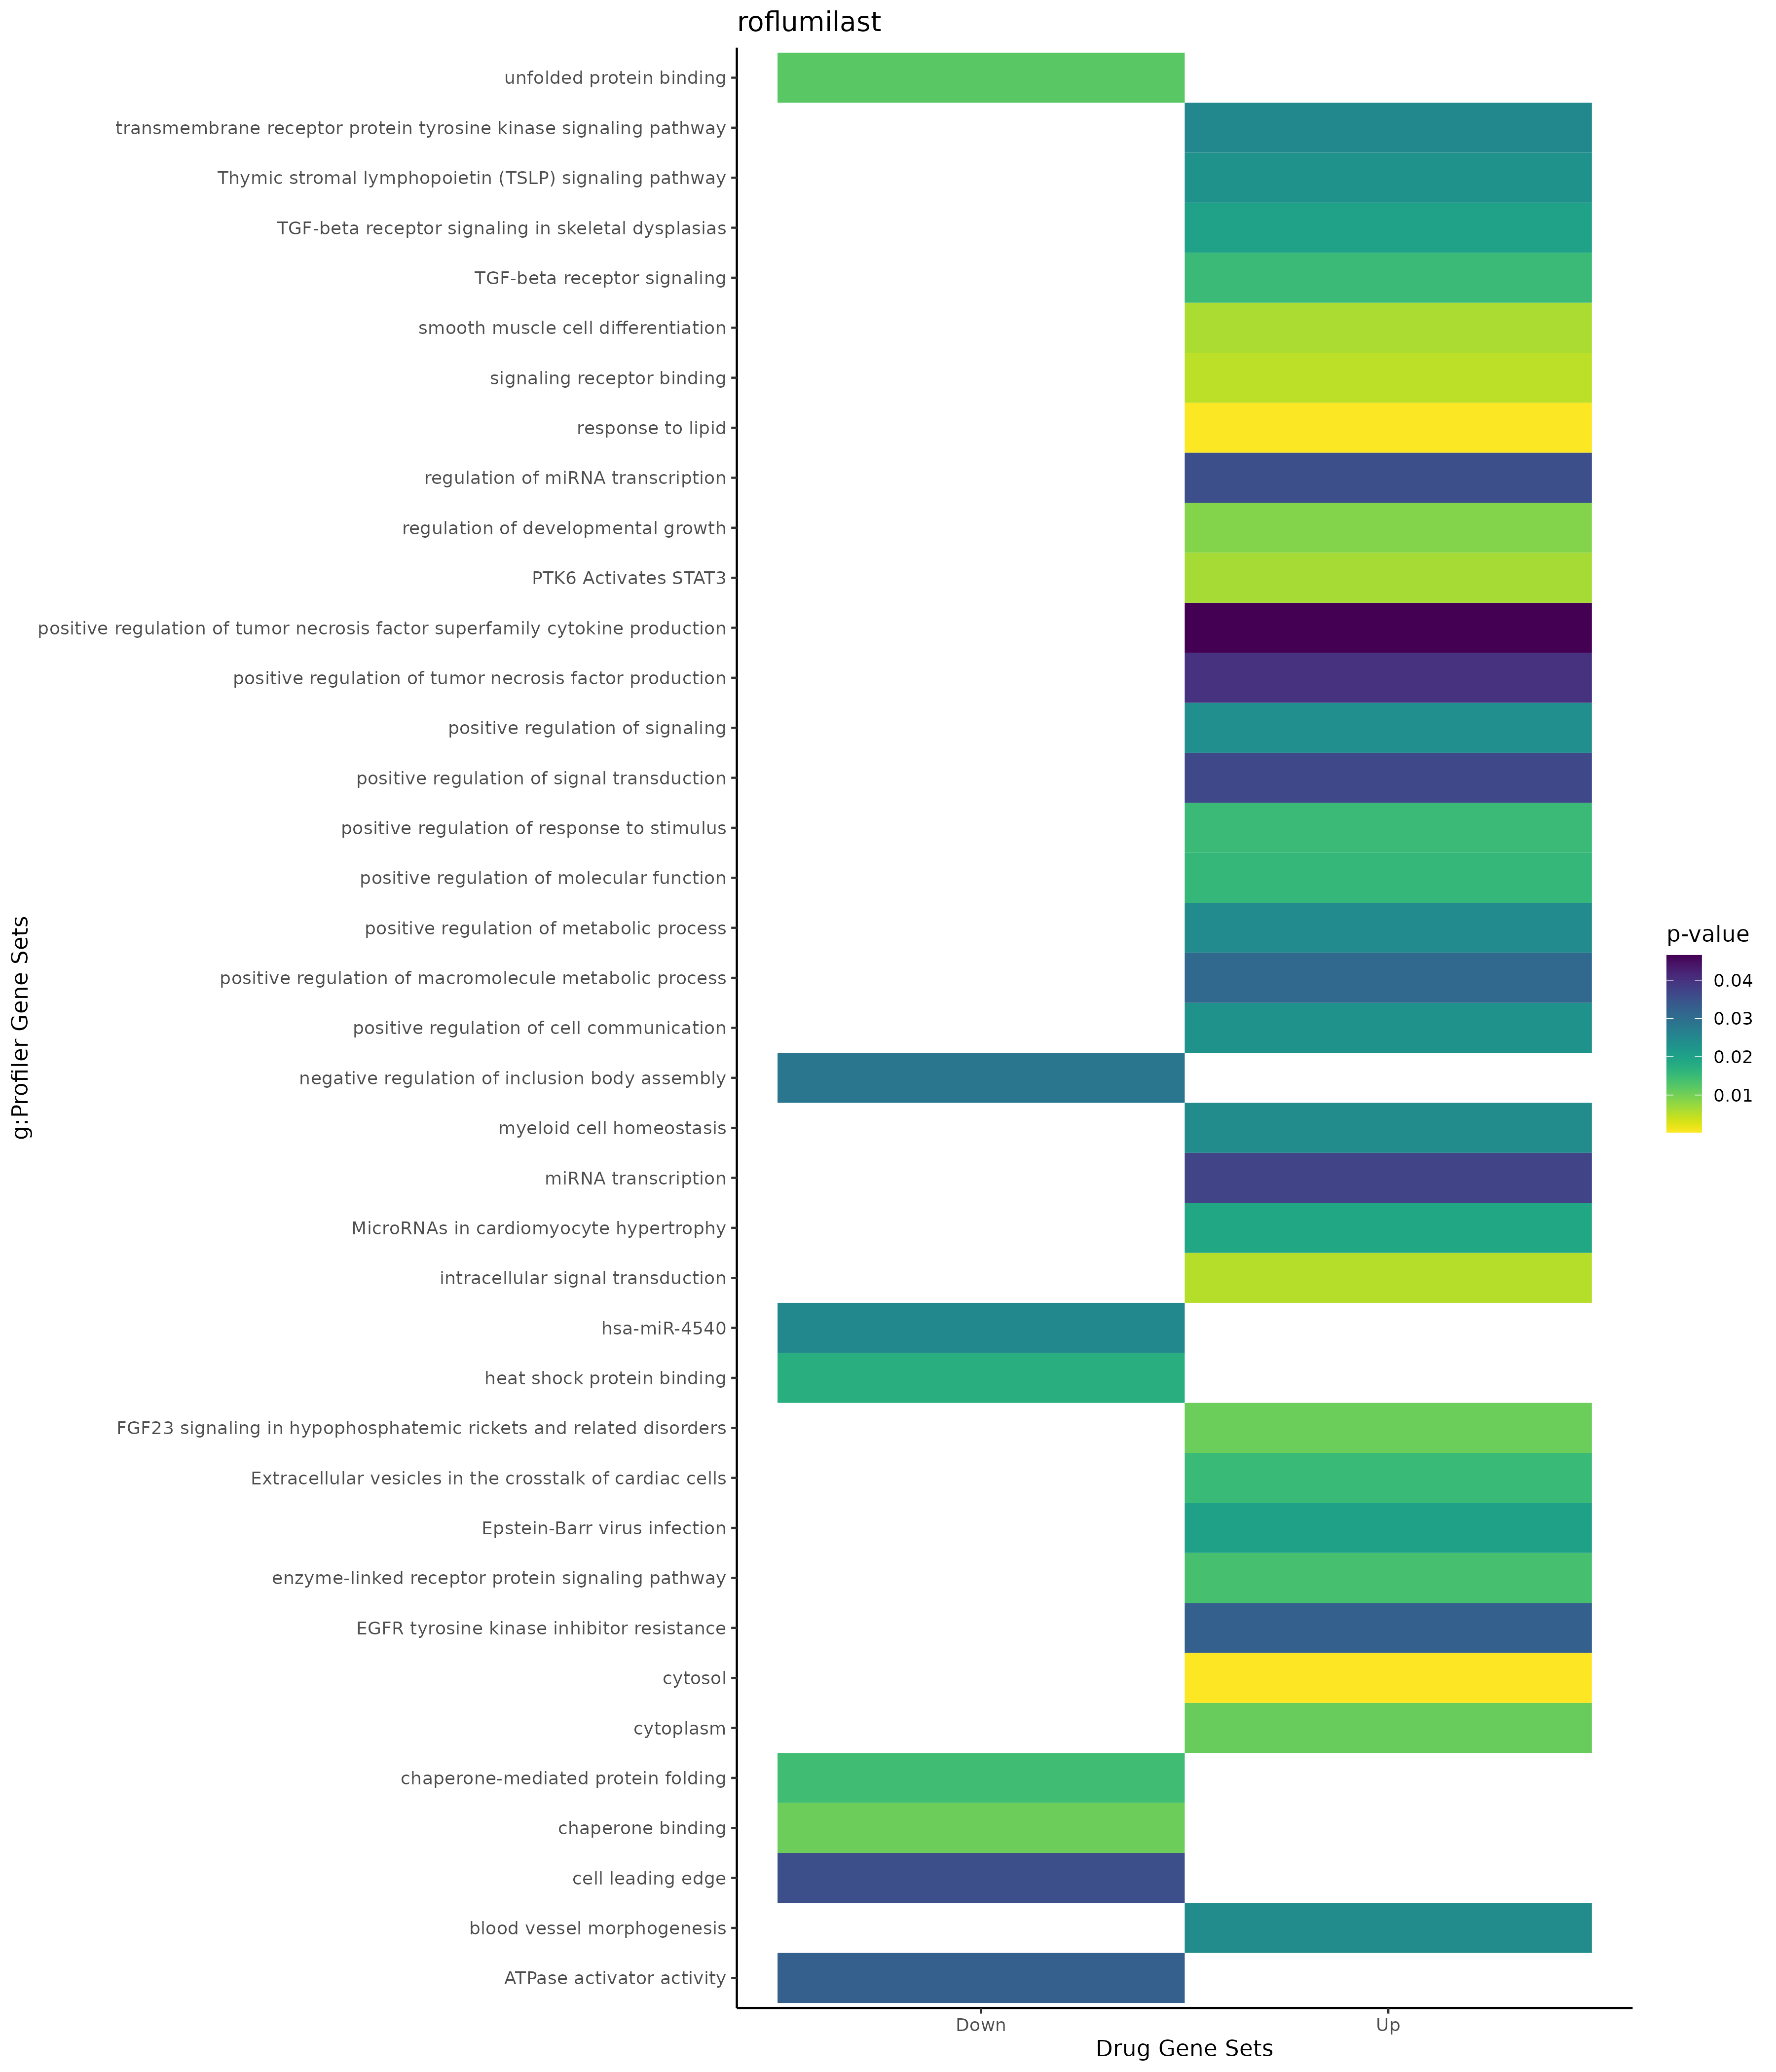 roflumilast
unfolded protein binding
transmembrane receptor protein tyrosine kinase signaling pathway
Thymic stromal lymphopoietin (TSLP) signaling pathway
TGF-beta receptor signaling in skeletal dysplasias
TGF-beta receptor signaling
smooth muscle cell differentiation
signaling receptor binding
response to lipid
regulation of miRNA transcription
regulation of developmental growth
PTK6 Activates STAT3
positive regulation of tumor necrosis factor superfamily cytokine production
positive regulation of tumor necrosis factor production
positive regulation of signaling
positive regulation of signal transduction
positive regulation of response to stimulus
positive regulation of molecular function
positive regulation of metabolic process
positive regulation of macromolecule metabolic process
positive regulation of cell communication
negative regulation of inclusion body assembly
myeloid cell homeostasis
miRNA transcription
MicroRNAs in cardiomyocyte hypertrophy
intracellular signal transduction
hsa-miR-4540
heat shock protein binding
FGF23 signaling in hypophosphatemic rickets and related disorders
Extracellular vesicles in the crosstalk of cardiac cells
Epstein-Barr virus infection
enzyme-linked receptor protein signaling pathway
EGFR tyrosine kinase inhibitor resistance
cytosol
cytoplasm
chaperone-mediated protein folding
chaperone binding
cell leading edge
blood vessel morphogenesis
ATPase activator activity
g:Profiler Gene Sets
Down
Up
Drug Gene Sets
p-value
0.04
0.03
0.02
0.01